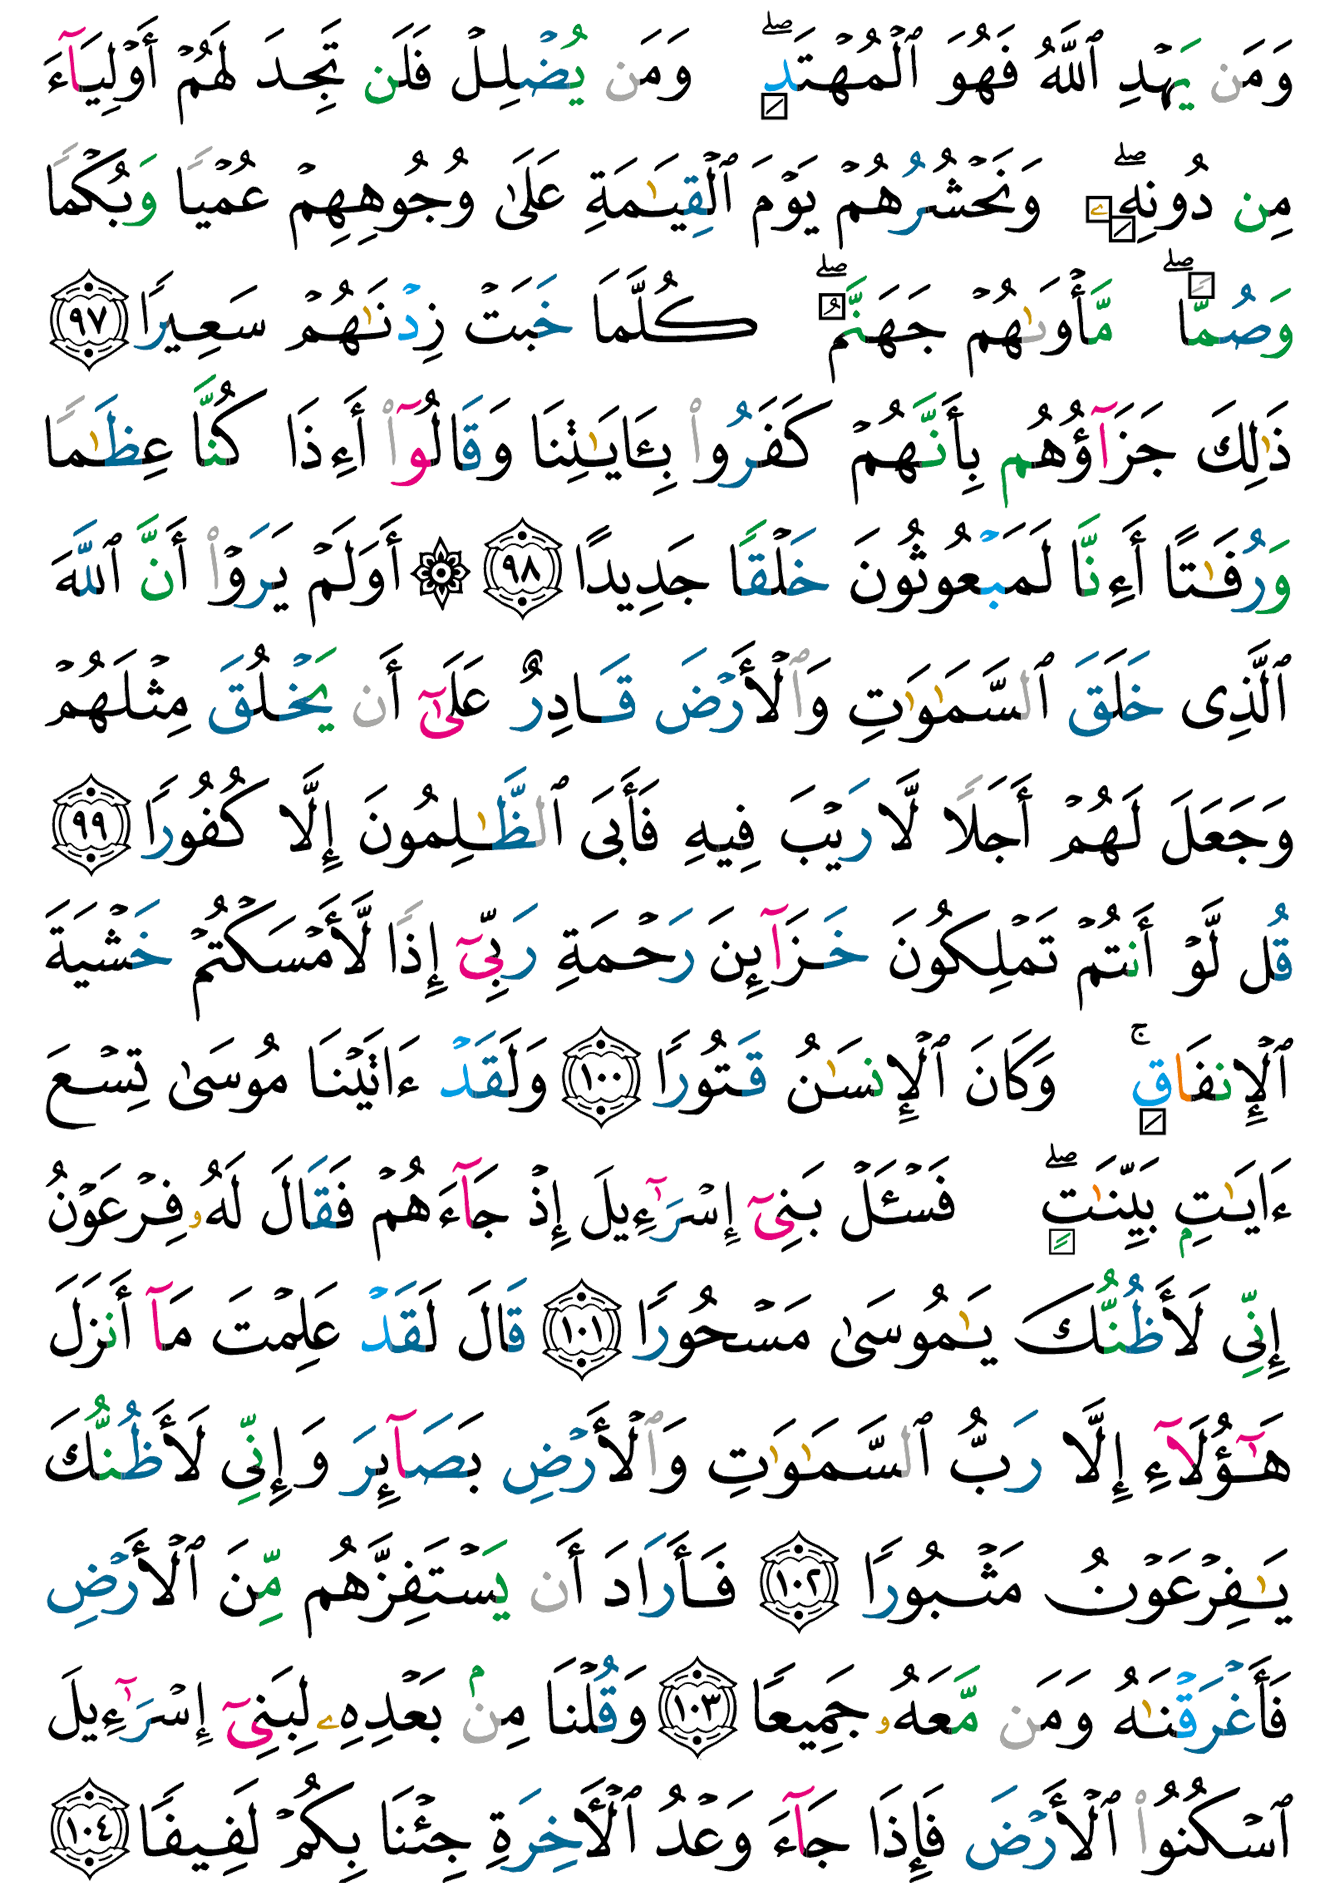 وَمَن يَهْدِ ٱللَّهُ فَهُوَ ٱلْمُهْتَدِ ۖ وَمَن يُضْلِلْ فَلَن تَجِدَ لَهُمْ أَوْلِيَآءَ
مِن دُونِهِۦ ۖ وَنَحْشُرُهُمْ يَوْمَ ٱلْقِيَـٰمَةِ عَلَىٰ وُجُوهِهِمْ عُمْيًا وَبُكْمًا
وَصُمًّا ۖ مَّأْوَىٰهُمْ جَهَنَّمُ ۖ كُلَّمَا خَبَتْ زِدْنَـٰهُمْ سَعِيرًا ٩٧
ذَٰلِكَ جَزَآؤُهُم بِأَنَّهُمْ كَفَرُوا۟ بِـَٔايَـٰتِنَا وَقَالُوٓا۟ أَءِذَا كُنَّا عِظَـٰمًا
وَرُفَـٰتًا أَءِنَّا لَمَبْعُوثُونَ خَلْقًا جَدِيدًا ٩٨ ۞ أَوَلَمْ يَرَوْا۟ أَنَّ ٱللَّهَ
ٱلَّذِى خَلَقَ ٱلسَّمَـٰوَٰتِ وَٱلْأَرْضَ قَادِرٌ عَلَىٰٓ أَن يَخْلُقَ مِثْلَهُمْ
وَجَعَلَ لَهُمْ أَجَلًا لَّا رَيْبَ فِيهِ فَأَبَى ٱلظَّـٰلِمُونَ إِلَّا كُفُورًا ٩٩
قُل لَّوْ أَنتُمْ تَمْلِكُونَ خَزَآئِنَ رَحْمَةِ رَبِّىٓ إِذًا لَّأَمْسَكْتُمْ خَشْيَةَ
ٱلْإِنفَاقِ ۚ وَكَانَ ٱلْإِنسَـٰنُ قَتُورًا ١٠٠ وَلَقَدْ ءَاتَيْنَا مُوسَىٰ تِسْعَ
ءَايَـٰتٍۭ بَيِّنَـٰتٍ ۖ فَسْـَٔلْ بَنِىٓ إِسْرَٰٓءِيلَ إِذْ جَآءَهُمْ فَقَالَ لَهُۥ فِرْعَوْنُ
إِنِّى لَأَظُنُّكَ يَـٰمُوسَىٰ مَسْحُورًا ١٠١ قَالَ لَقَدْ عَلِمْتَ مَآ أَنزَلَ
هَـٰٓؤُلَآءِ إِلَّا رَبُّ ٱلسَّمَـٰوَٰتِ وَٱلْأَرْضِ بَصَآئِرَ وَإِنِّى لَأَظُنُّكَ
يَـٰفِرْعَوْنُ مَثْبُورًا ١٠٢ فَأَرَادَ أَن يَسْتَفِزَّهُم مِّنَ ٱلْأَرْضِ
فَأَغْرَقْنَـٰهُ وَمَن مَّعَهُۥ جَمِيعًا ١٠٣ وَقُلْنَا مِنۢ بَعْدِهِۦ لِبَنِىٓ إِسْرَٰٓءِيلَ
ٱسْكُنُوا۟ ٱلْأَرْضَ فَإِذَا جَآءَ وَعْدُ ٱلْأَخِرَةِ جِئْنَا بِكُمْ لَفِيفًا ١٠٤